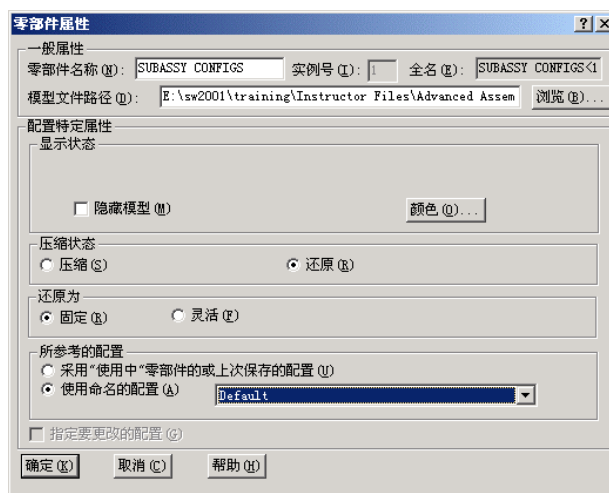 零部件属性
一般属性
零部件名称(N): SUBASSY CONFIGS 实例号(I): 1 全名(E): SUBASSY CONFIGS<1
模型文件路径(D): E:\sw2001\training\Instructor Files\Advanced Assem 浏览(B)...
配置特定属性
显示状态
隐藏模型(M) 颜色(O)...
压缩状态
压缩(S) 还原(R)
还原为
固定(R) 灵活(F)
所参考的配置
采用"使用中"零部件的或上次保存的配置(U)
使用命名的配置(A) Default
指定要更改的配置(G)
确定(K) 取消(C) 帮助(H)